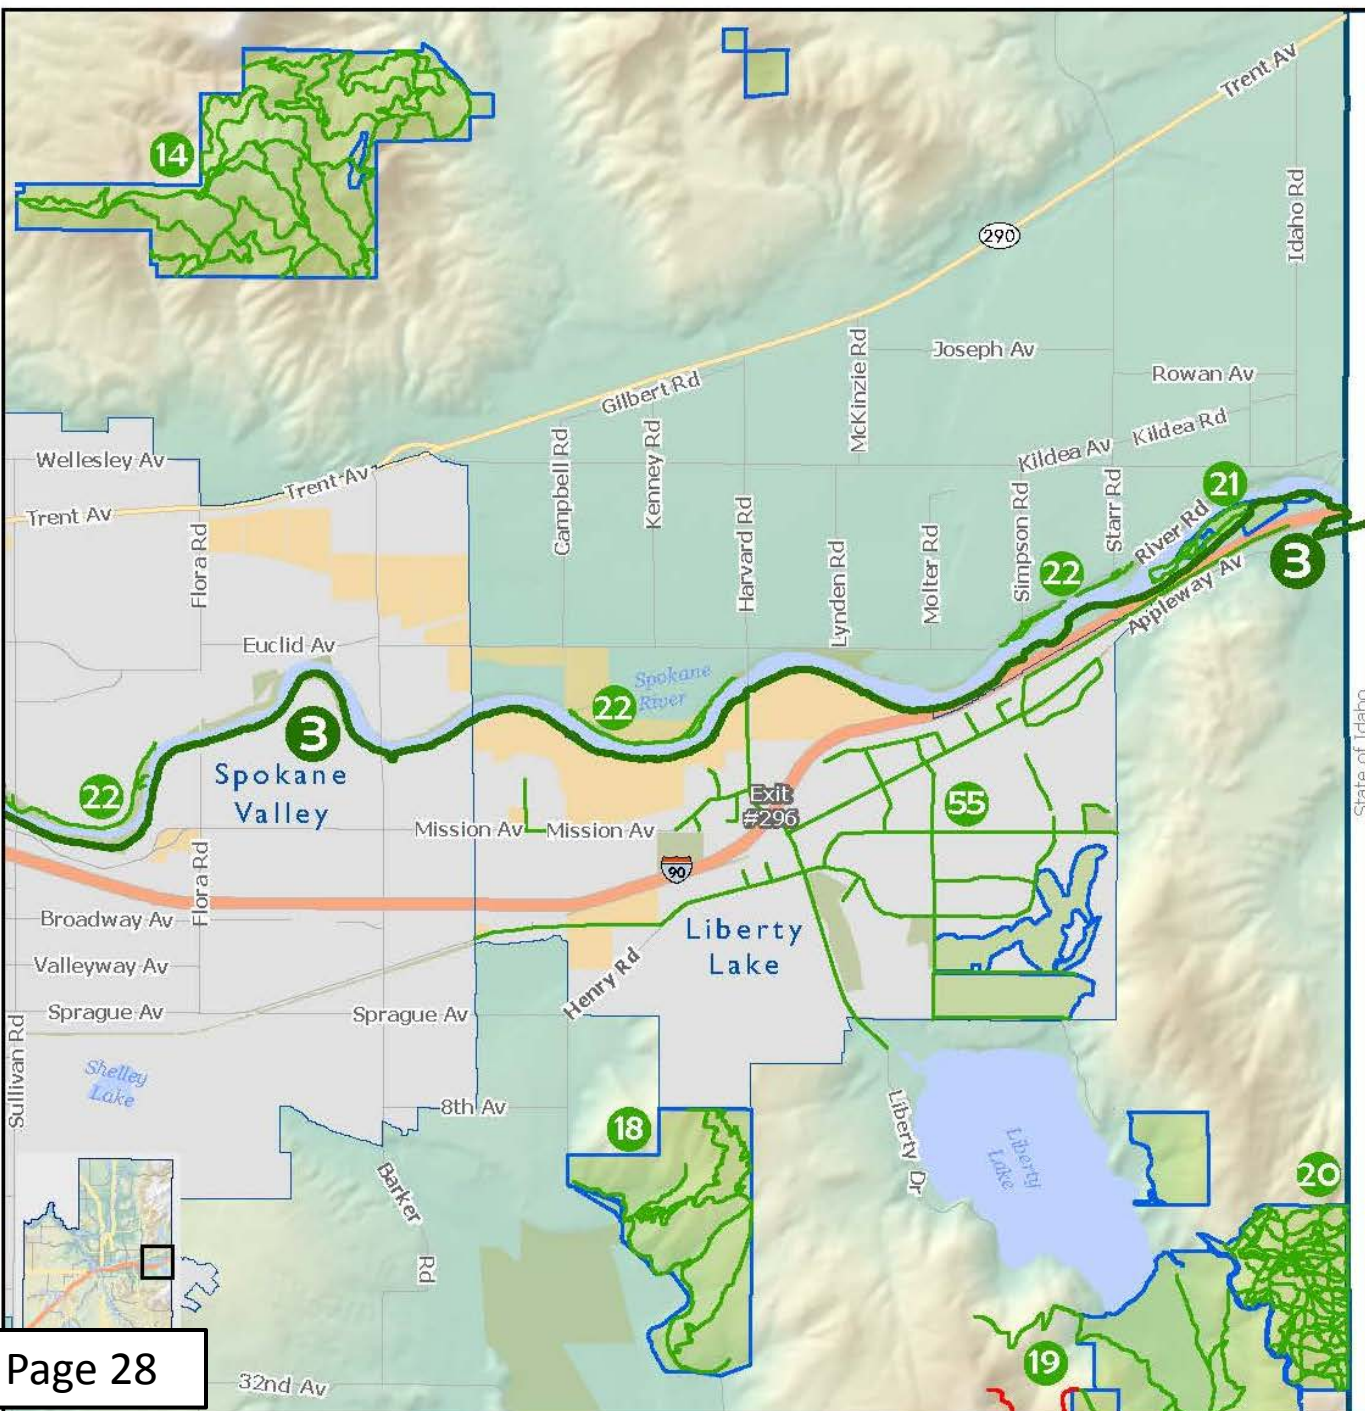 Trent Av
14
290
Idaho Rd
McKinzie Rd
Joseph Av
Rowan Av
Gilbert Rd
Kildea Rd
Kildea Av
Wellesley Av
Trent Av
Trent Av
Campbell Rd
Kenney Rd
Harvard Rd
Lynden Rd
Molter Rd
Simpson Rd
Starr Rd
21
River Rd
22
3
Appleway Av
Flora Rd
Euclid Av
Spokane
River
22
3
State of Idaho
Spokane
Valley
22
Exit
#296
55
Mission Av
Mission Av
90
Flora Rd
Broadway Av
Liberty
Lake
Valleyway Av
Henry Rd
Sprague Av
Sprague Av
Sullivan Rd
Shelley
Lake
8th Av
18
Liberty Dr
Liberty
Lake
20
Barker
Rd
19
Page 28
32nd Av